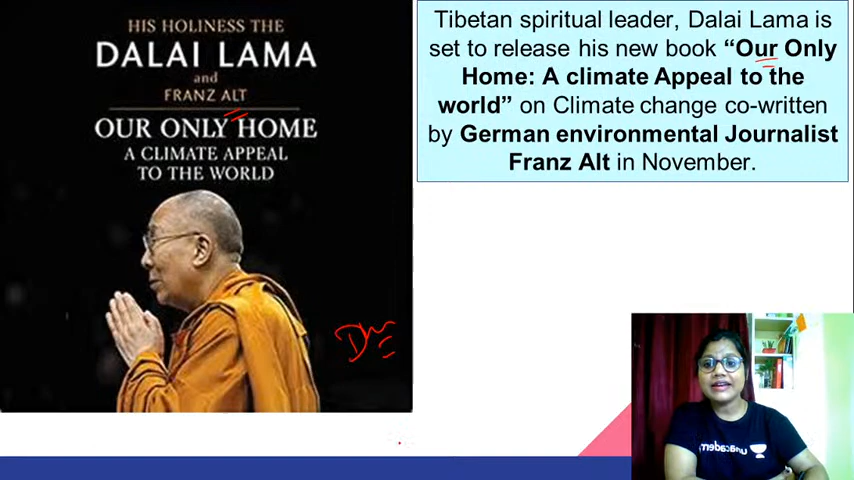 HIS HOLINESS THE
DALAI LAMA
and
FRANZ ALT
OUR ONLY HOME
A CLIMATE APPEAL
TO THE WORLD
Tibetan spiritual leader, Dalai Lama is
set to release his new book “Our Only
Home: A climate Appeal to the
world” on Climate change co-written
by German environmental Journalist
Franz Alt in November.
unacademy